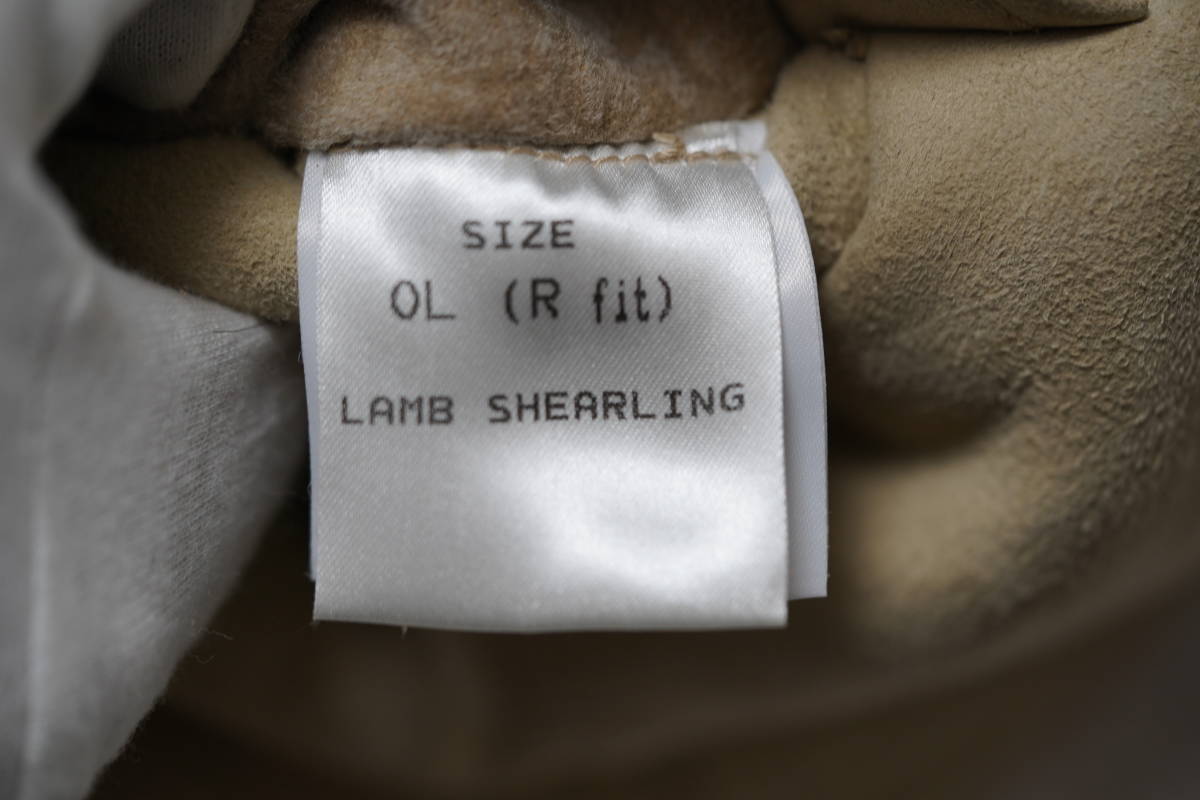 SIZE
OL (R fit)
LAMB SHEARLING